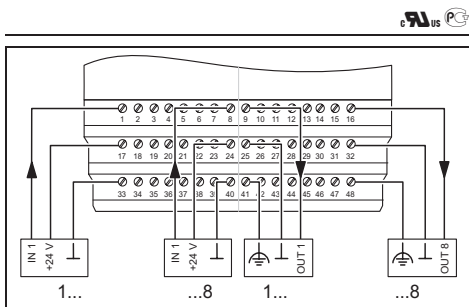 c RU us PG
1 2 3 4 5 6 7 8 9 10 11 12 13 14 15 16
17 18 19 20 21 22 23 24 25 26 27 28 29 30 31 32
33 34 35 36 37 38 39 40 41 42 43 44 45 46 47 48
IN 1
+24 V
IN 1
+24 V
OUT 1
OUT 8
1...
...8
1...
...8